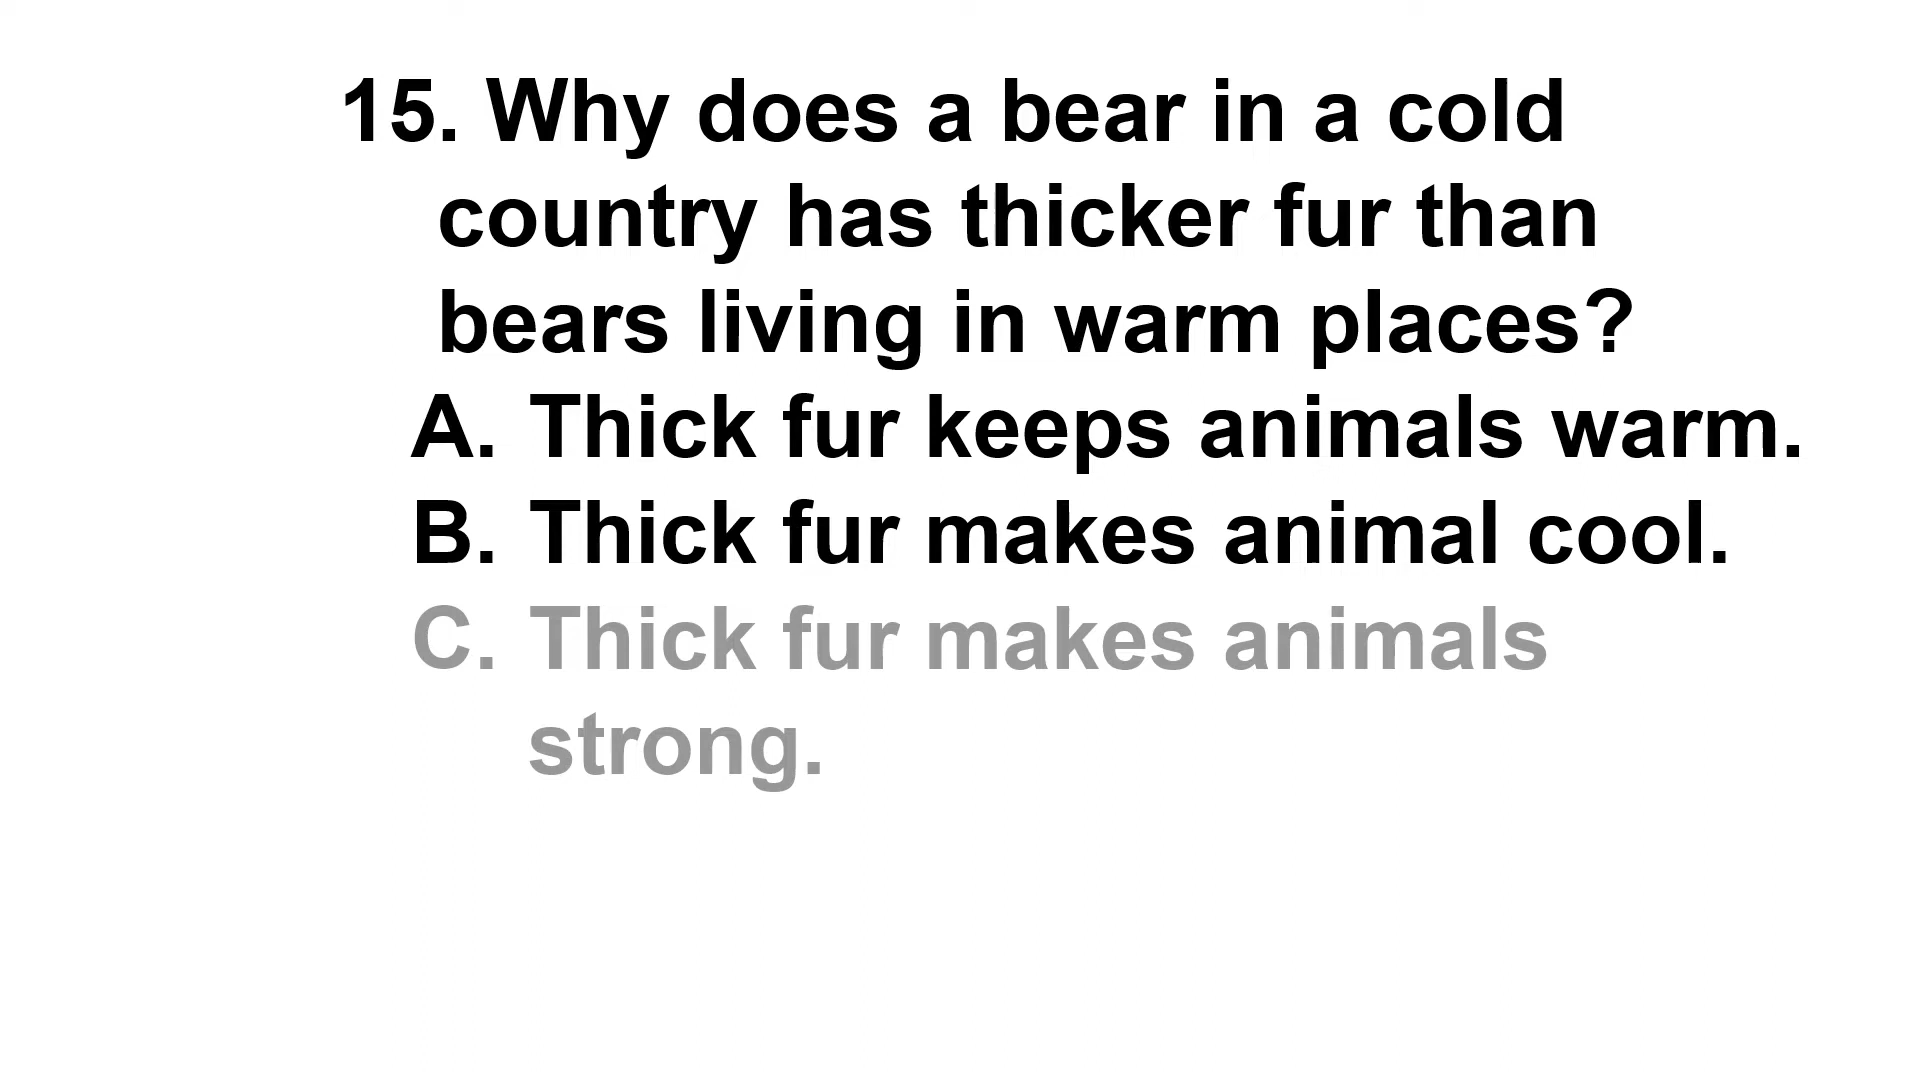 15. Why does a bear in a cold
country has thicker fur than
bears living in warm places?
A. Thick fur keeps animals warm.
B. Thick fur makes animal cool.
C. Thick fur makes animals
strong.